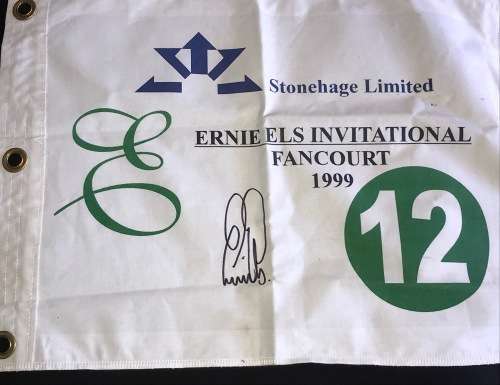 Stonehage Limited
E
ERNIE ELS INVITATIONAL
FANCOURT
1999
12